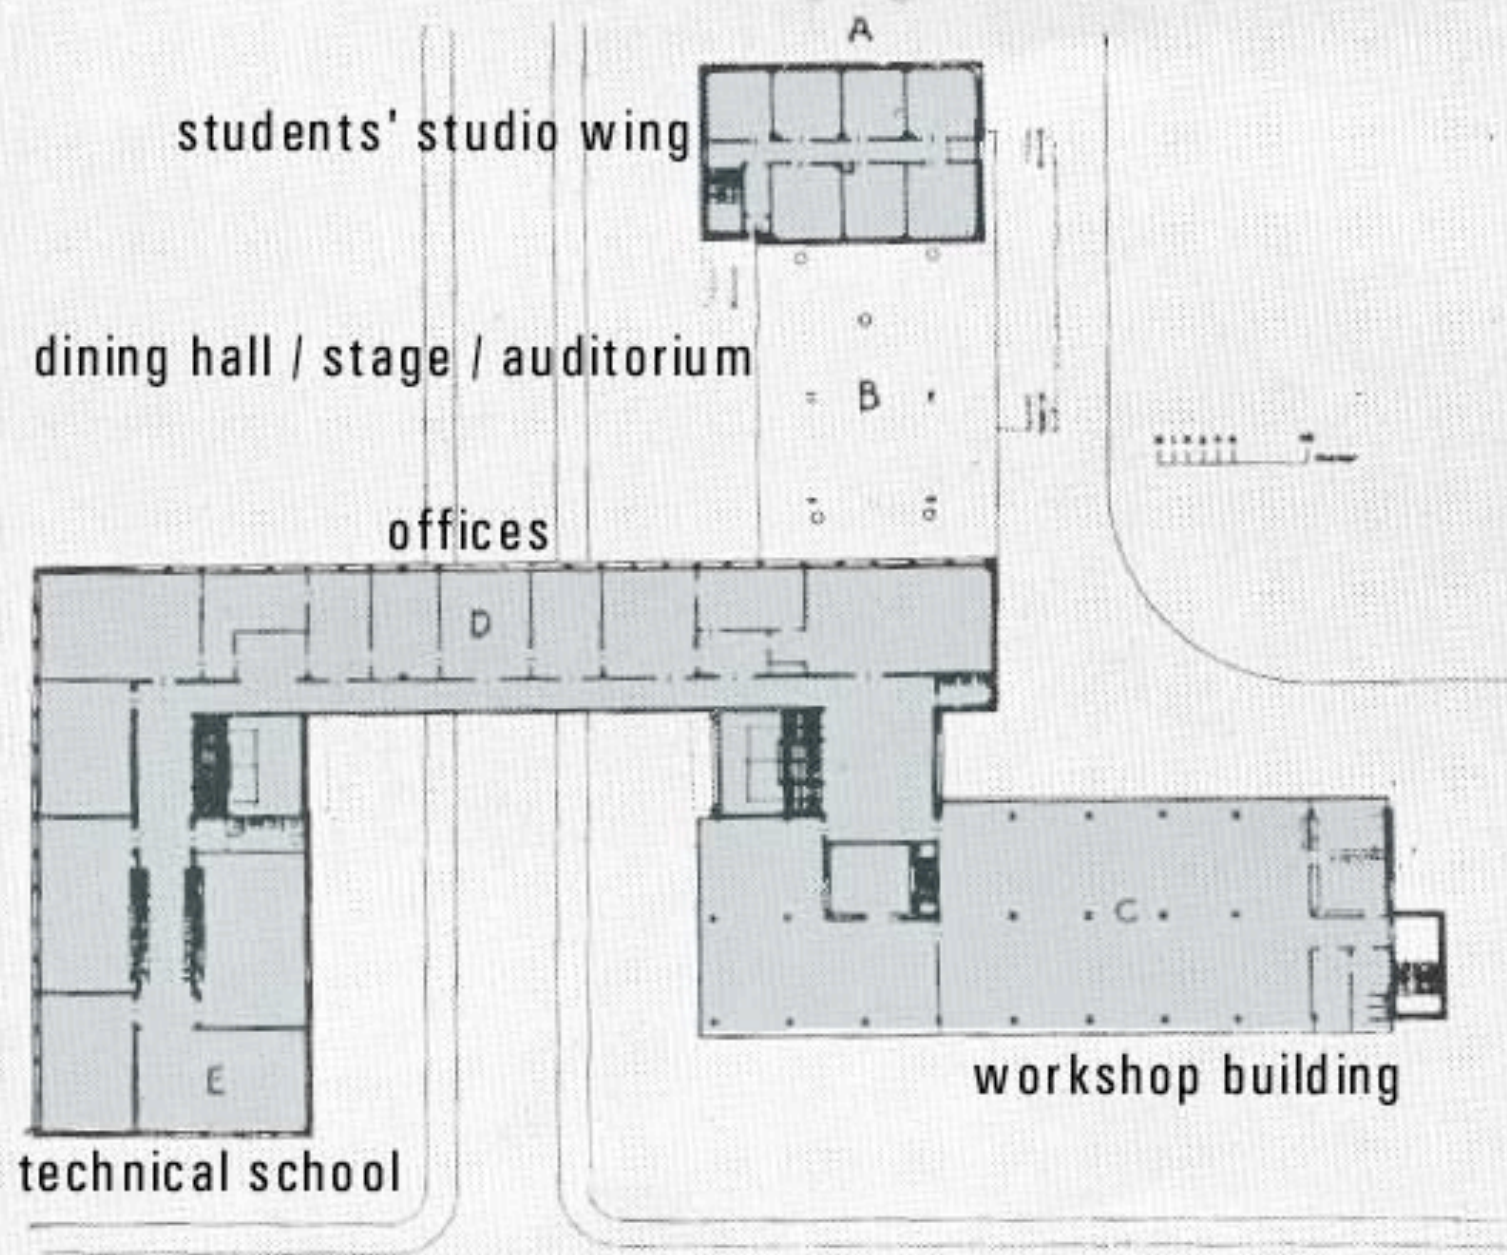 A
students' studio wing
dining hall / stage / auditorium
B
offices
D
C
workshop building
E
technical school